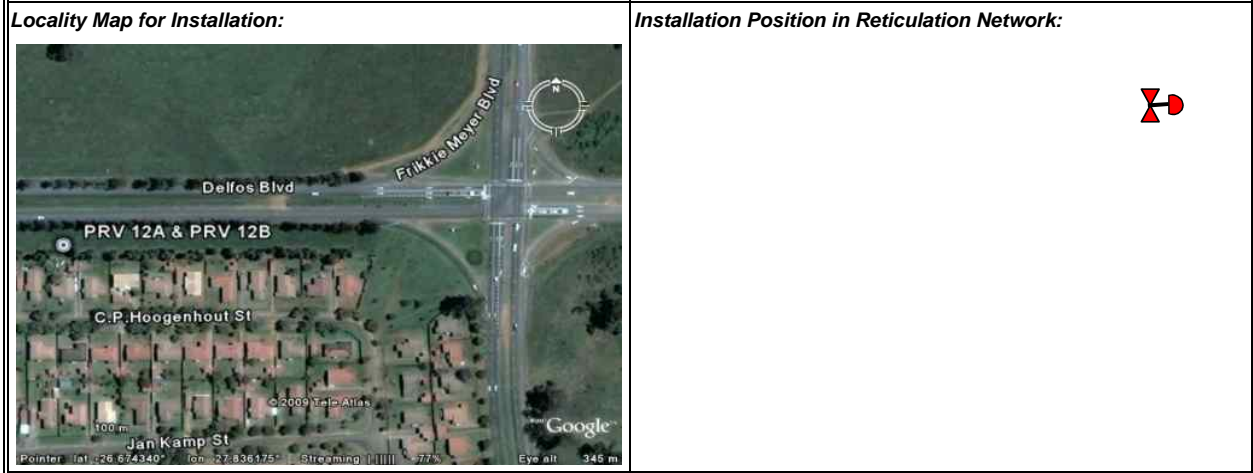 Locality Map for Installation:
Installation Position in Reticulation Network:
N
Frikkie Meyer Blvd
Delfos Blvd
PRV 12A & PRV 12B
C.P.Hoogenhout St
© 2009 Tele Atlas
100 m
Jan Kamp St
Google
Pointer lat -26.674340° lon 27.836175° Streaming |||||| 77% Eye alt 345 m